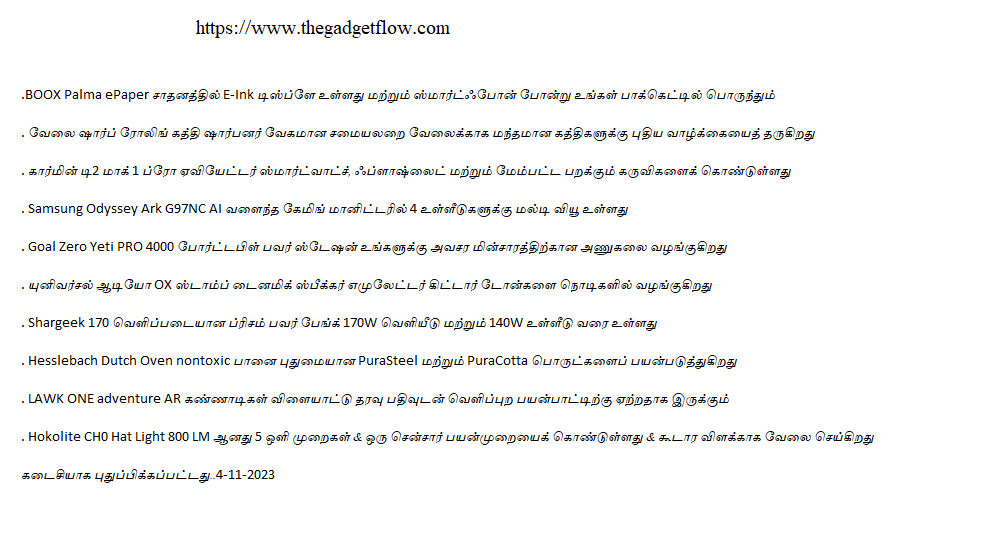 https://www.thegadgetflow.com
.BOOX Palma ePaper சாதனத்தில் E-Ink டிஸ்ப்ளே உள்ளது மற்றும் ஸ்மார்ட்ஃபோன் போன்று உங்கள் பாக்கெட்டில் பொருந்தும்
. வேலை ஷார்ப் ரோலிங் கத்தி ஷார்பனர் வேகமான சமையலறை வேலைக்காக மந்தமான கத்திகளுக்கு புதிய வாழ்க்கையைத் தருகிறது
. கார்மின் டி2 மாக் 1 ப்ரோ ஏவியேட்டர் ஸ்மார்ட்வாட்ச், ஃப்ளாஷ்லைட் மற்றும் மேம்பட்ட பறக்கும் கருவிகளைக் கொண்டுள்ளது
. Samsung Odyssey Ark G97NC AI வளைந்த கேமிங் மானிட்டரில் 4 உள்ளீடுகளுக்கு மல்டி வியூ உள்ளது
. Goal Zero Yeti PRO 4000 போர்ட்டபிள் பவர் ஸ்டேஷன் உங்களுக்கு அவசர மின்சாரத்திற்கான அணுகலை வழங்குகிறது
. யுனிவர்சல் ஆடியோ OX ஸ்டாம்ப் டைனமிக் ஸ்பீக்கர் எமுலேட்டர் கிட்டார் டோன்களை நொடிகளில் வழங்குகிறது
. Shargeek 170 வெளிப்படையான ப்ரிசம் பவர் பேங்க் 170W வெளியீடு மற்றும் 140W உள்ளீடு வரை உள்ளது
. Hesslebach Dutch Oven nontoxic பானை புதுமையான PuraSteel மற்றும் PuraCotta பொருட்களைப் பயன்படுத்துகிறது
. LAWK ONE adventure AR கண்ணாடிகள் விளையாட்டு தரவு பதிவுடன் வெளிப்புற பயன்பாட்டிற்கு ஏற்றதாக இருக்கும்
. Hokolite CH0 Hat Light 800 LM ஆனது 5 ஒளி முறைகள் & ஒரு சென்சார் பயன்முறையைக் கொண்டுள்ளது & கூடார விளக்காக வேலை செய்கிறது
கடைசியாக புதுப்பிக்கப்பட்டது..4-11-2023